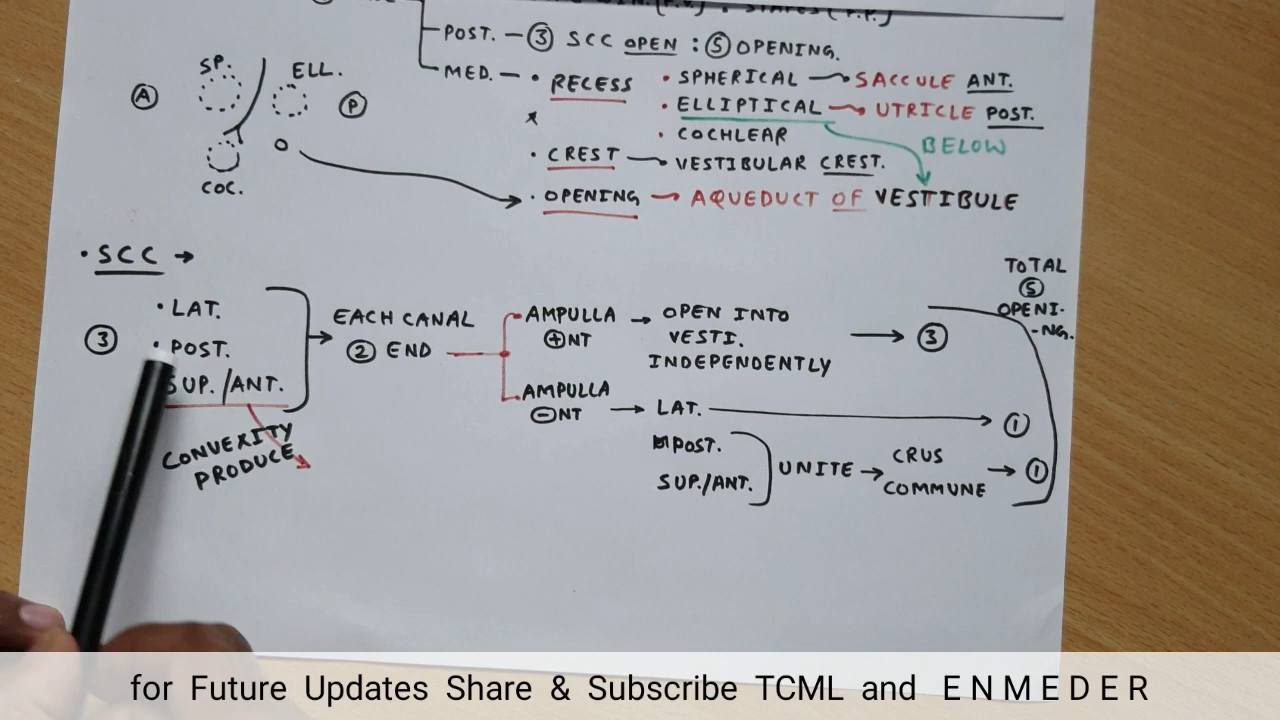 POST. — ③ SCC OPEN : ⑤ OPENING.
MED. — • RECESS • SPHERICAL → SACCULE ANT.
• ELLIPTICAL → UTRICLE POST.
• COCHLEAR
BELOW
• CREST — VESTIBULAR CREST.
• OPENING → AQUEDUCT OF VESTIBULE
SP.
ELL.
Ⓐ
Ⓟ
COC.
• SCC →
③
• LAT.
• POST.
SUP./ANT.
CONVEXITY
PRODUCE
EACH CANAL
② END
AMPULLA
⊕NT
→ OPEN INTO
VESTI.
INDEPENDENTLY
→ ③
AMPULLA
⊖NT
→ LAT. → ①
POST.
SUP./ANT.
UNITE → CRUS
COMMUNE → ①
TOTAL
⑤
OPENI-
-NG.
for Future Updates Share & Subscribe TCML and E N M E D E R